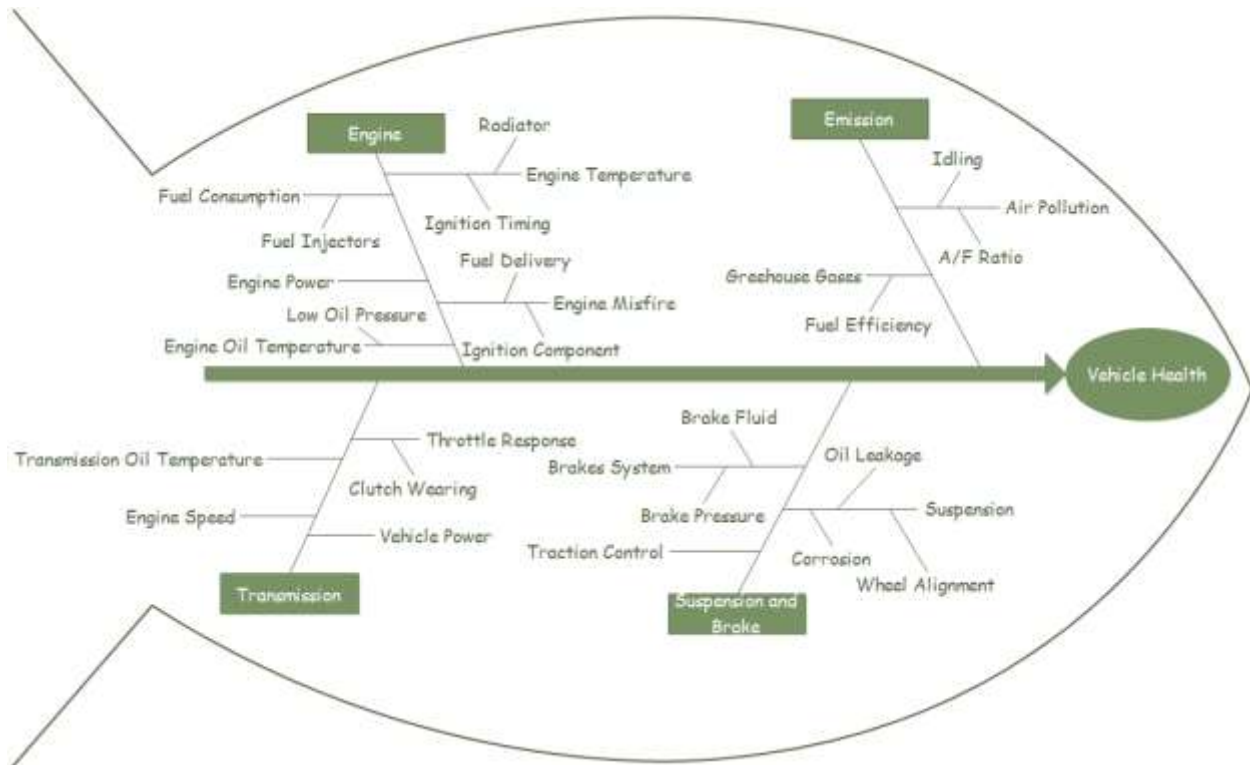 Engine
Emission
Radiator
Idling
Fuel Consumption
Engine Temperature
Air Pollution
Ignition Timing
Fuel Injectors
Fuel Delivery
A/F Ratio
Engine Power
Greehouse Gases
Low Oil Pressure
Engine Misfire
Fuel Efficiency
Engine Oil Temperature
Ignition Component
Vehicle Health
Brake Fluid
Throttle Response
Transmission Oil Temperature
Oil Leakage
Brakes System
Clutch Wearing
Engine Speed
Brake Pressure
Suspension
Vehicle Power
Traction Control
Corrosion
Wheel Alignment
Transmission
Suspension and
Brake